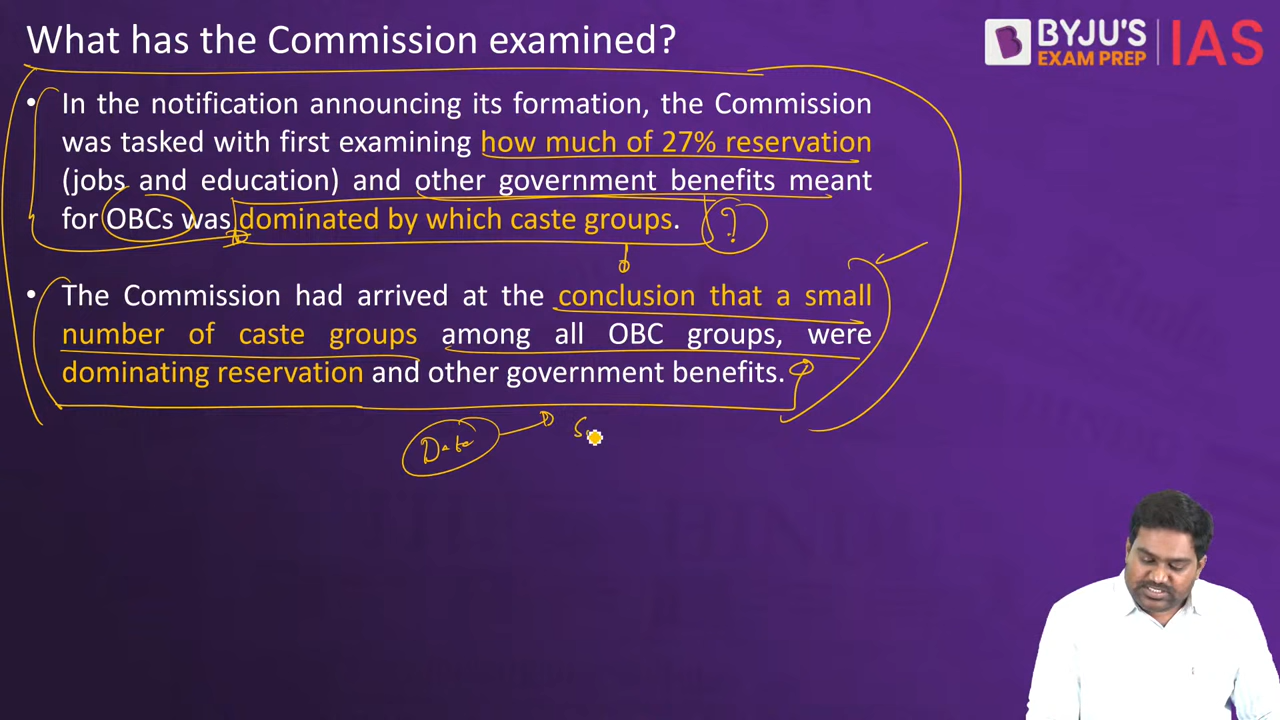 What has the Commission examined?
BYJU'S
EXAM PREP
IAS
• In the notification announcing its formation, the Commission
was tasked with first examining how much of 27% reservation
(jobs and education) and other government benefits meant
for OBCs was dominated by which caste groups. ?
• The Commission had arrived at the conclusion that a small
number of caste groups among all OBC groups, were
dominating reservation and other government benefits.
Data